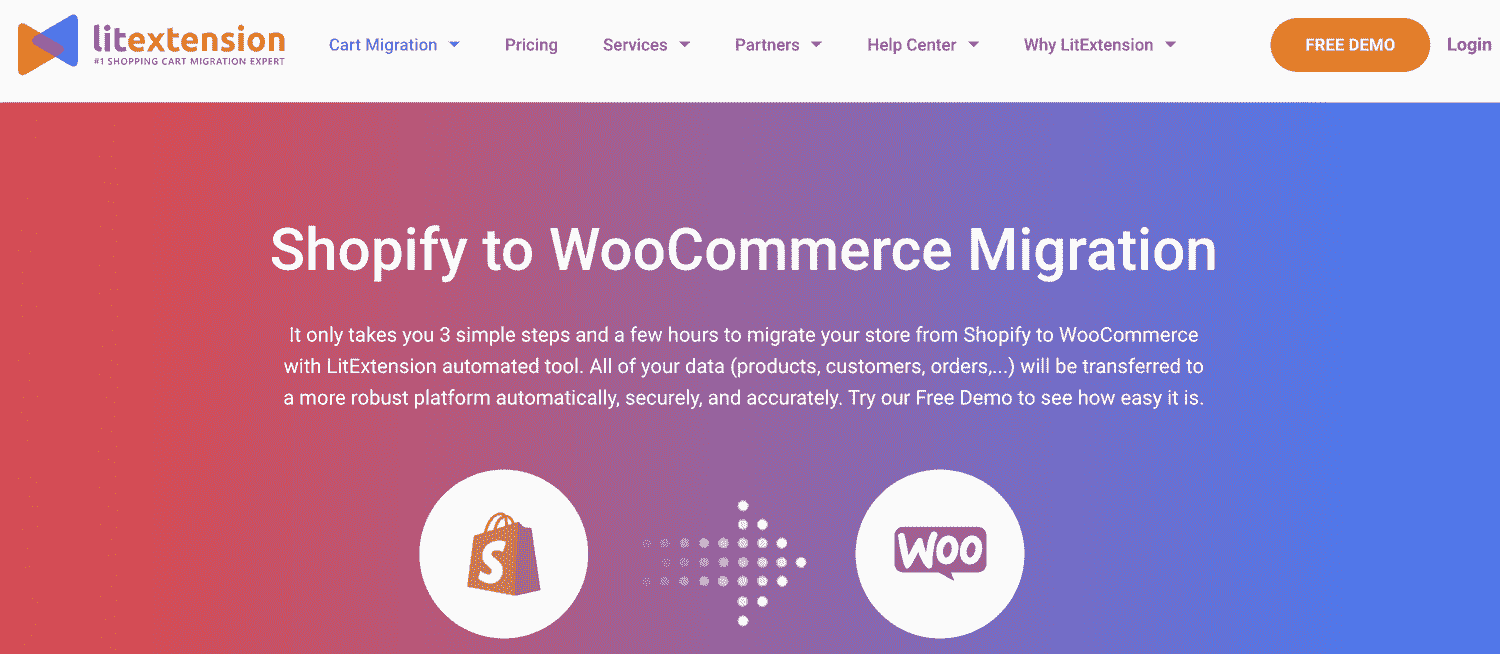 litextension
#1 SHOPPING CART MIGRATION EXPERT
Cart Migration
Pricing
Services
Partners
Help Center
Why LitExtension
FREE DEMO
Login
Shopify to WooCommerce Migration
It only takes you 3 simple steps and a few hours to migrate your store from Shopify to WooCommerce
with LitExtension automated tool. All of your data (products, customers, orders,...) will be transferred to
a more robust platform automatically, securely, and accurately. Try our Free Demo to see how easy it is.
S
WOO